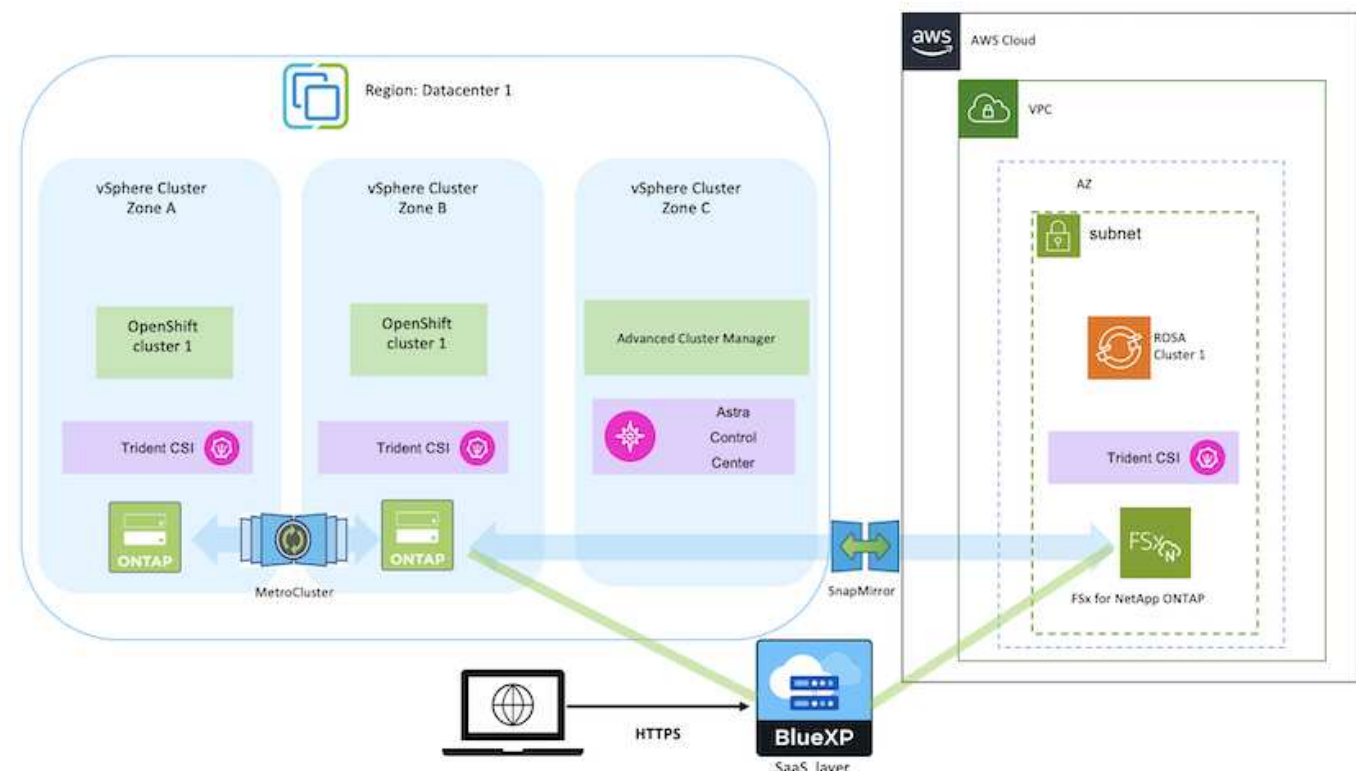 aws
AWS Cloud
Region: Datacenter 1
VPC
vSphere Cluster
Zone A
vSphere Cluster
Zone B
vSphere Cluster
Zone C
AZ
subnet
OpenShift
cluster 1
OpenShift
cluster 1
Advanced Cluster Manager
ROSA
Cluster 1
Trident CSI
Trident CSI
Astra
Control
Center
Trident CSI
ONTAP
ONTAP
FSx
N
MetroCluster
SnapMirror
FSx for NetApp ONTAP
HTTPS
BlueXP
SaaS layer